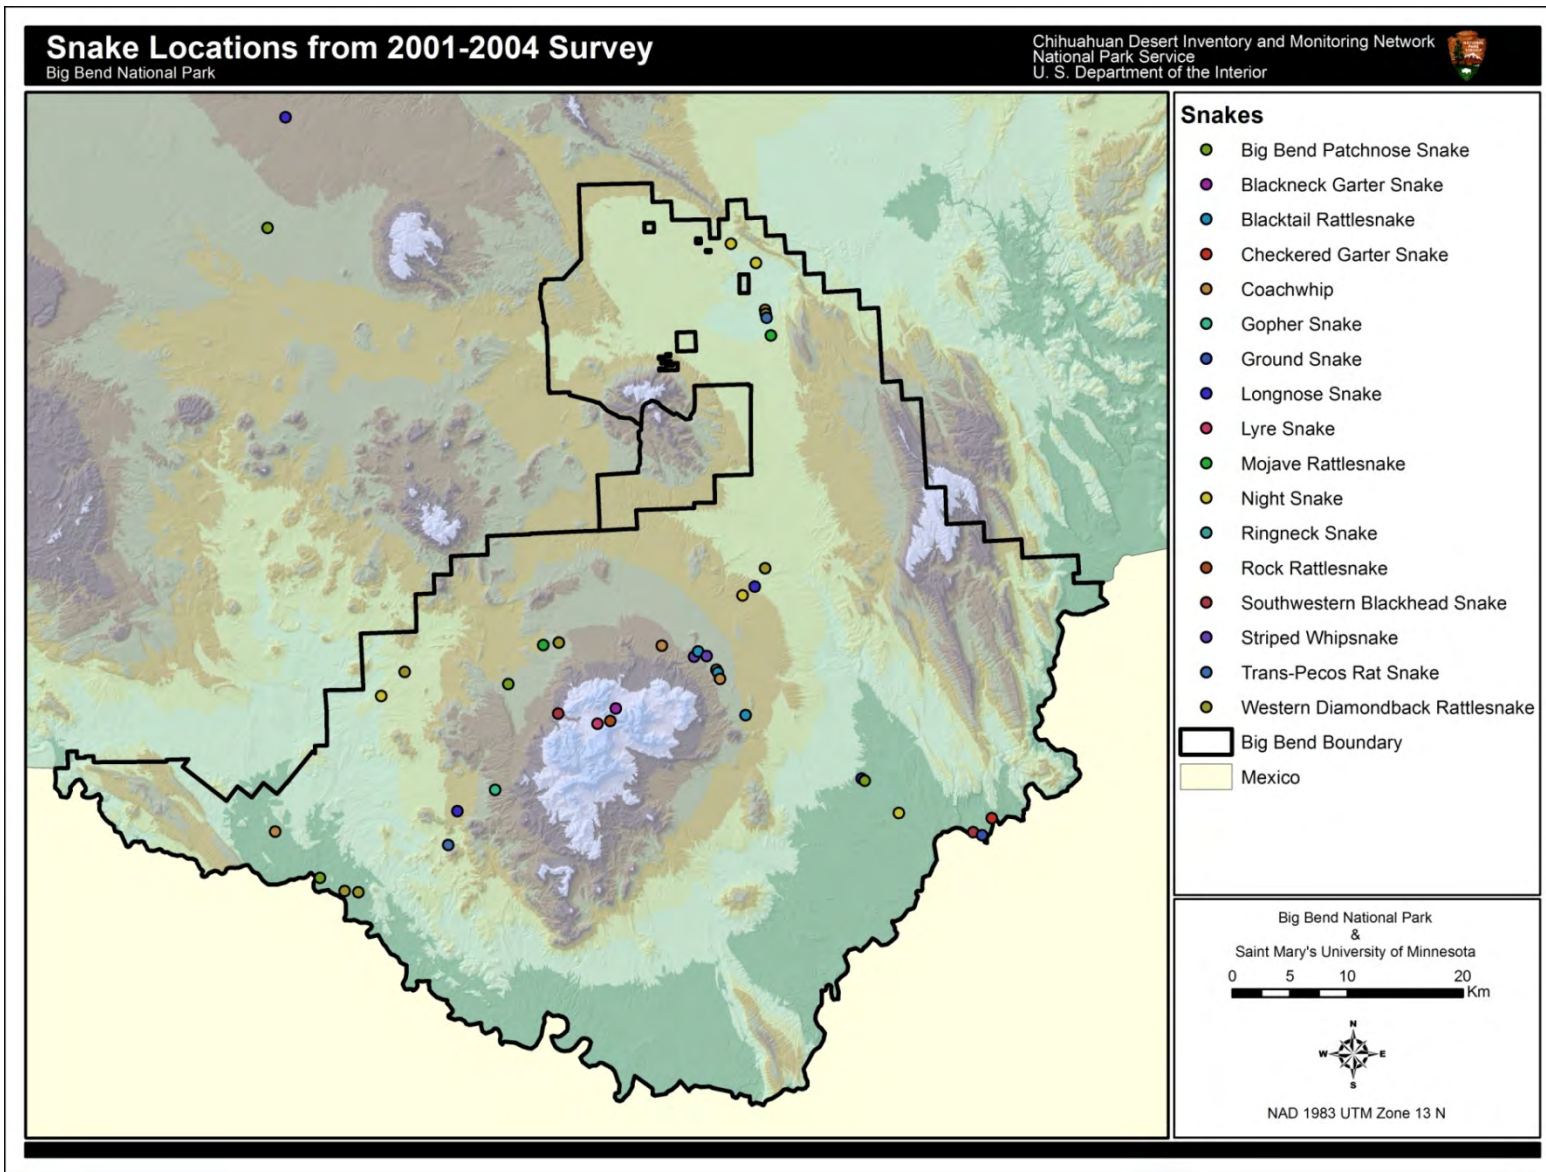 Snake Locations from 2001-2004 Survey
Big Bend National Park
Chihuahuan Desert Inventory and Monitoring Network
National Park Service
U. S. Department of the Interior
Snakes
Big Bend Patchnose Snake
Blackneck Garter Snake
Blacktail Rattlesnake
Checkered Garter Snake
Coachwhip
Gopher Snake
Ground Snake
Longnose Snake
Lyre Snake
Mojave Rattlesnake
Night Snake
Ringneck Snake
Rock Rattlesnake
Southwestern Blackhead Snake
Striped Whipsnake
Trans-Pecos Rat Snake
Western Diamondback Rattlesnake
Big Bend Boundary
Mexico
Big Bend National Park
&
Saint Mary's University of Minnesota
0 5 10 20
Km
N
W E
S
NAD 1983 UTM Zone 13 N